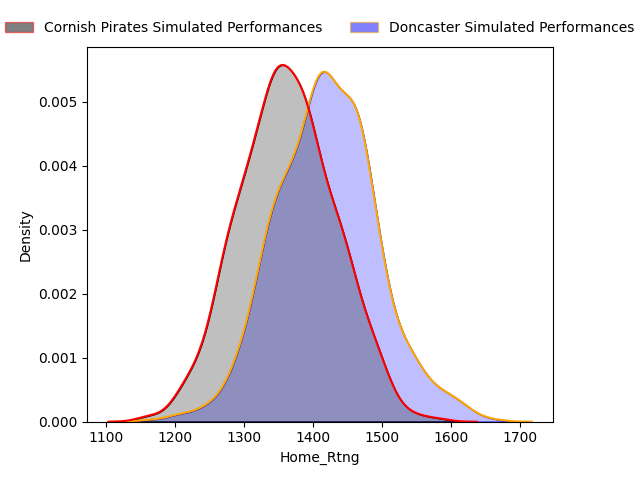 Cornish Pirates Simulated Performances Doncaster Simulated Performances
0.005
0.004
0.003
0.002
0.001
0.000
Density
1100 1200 1300 1400 1500 1600 1700
Home_Rtng